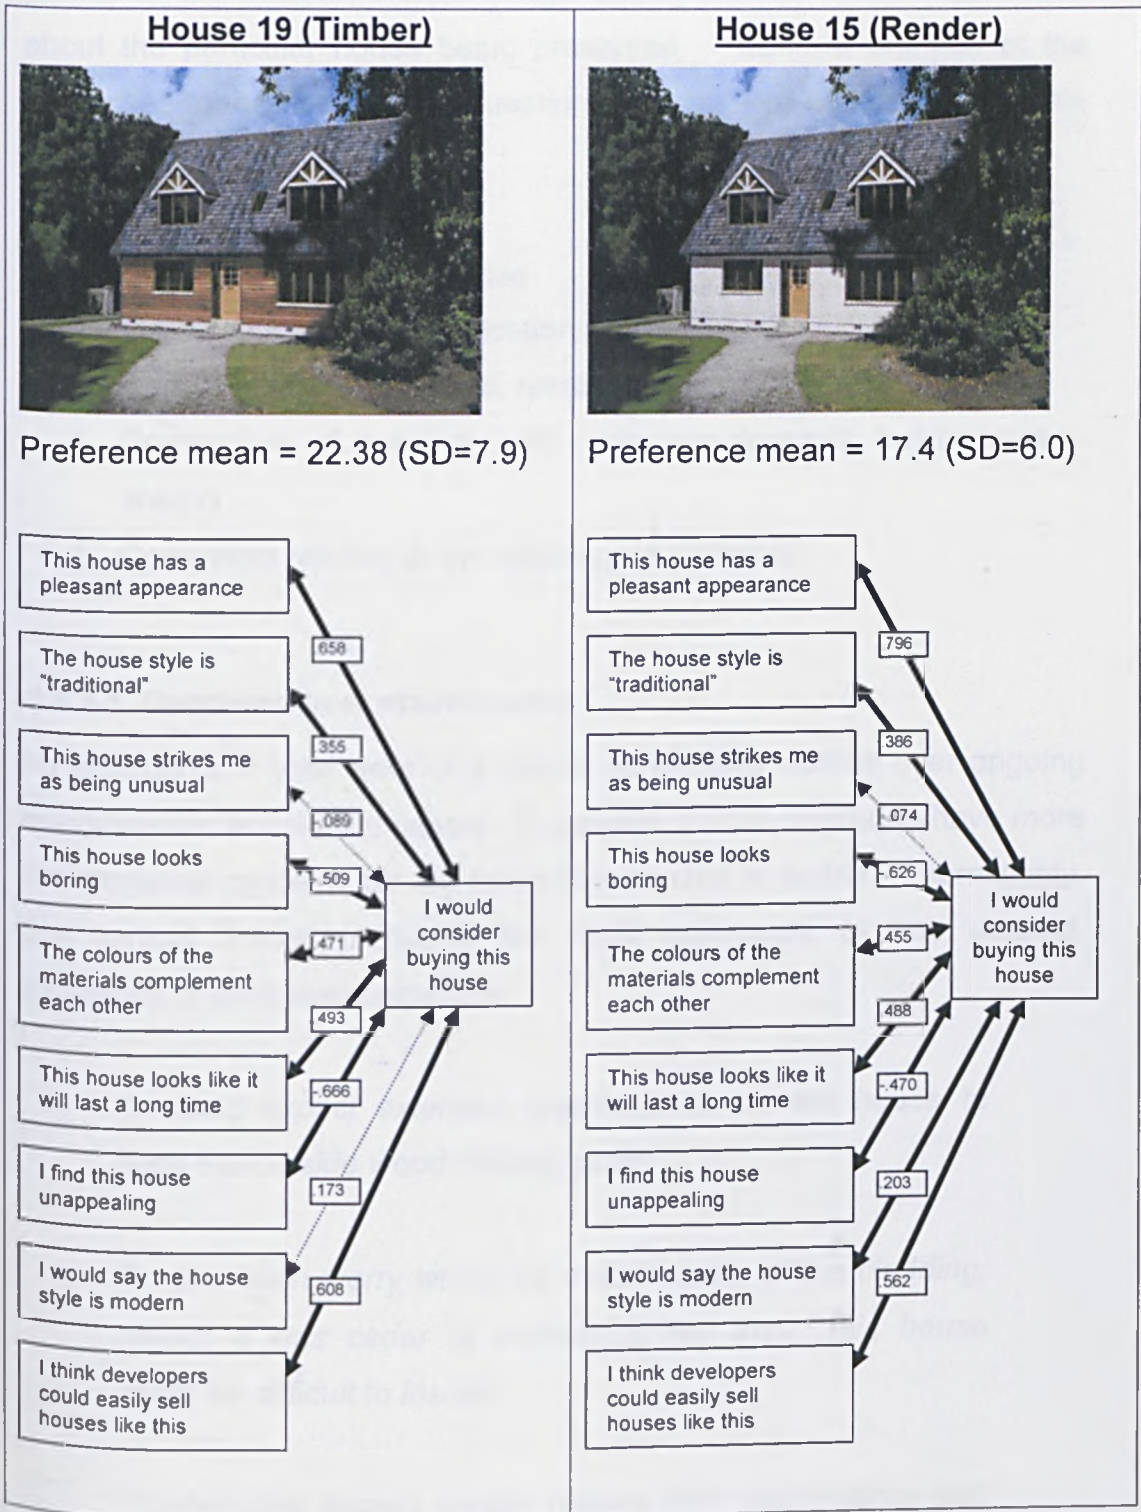 House 19 (Timber)
Preference mean = 22.38 (SD=7.9)
This house has a
pleasant appearance
The house style is
"traditional"
This house strikes me
as being unusual
This house looks
boring
The colours of the
materials complement
each other
This house looks like it
will last a long time
I find this house
unappealing
I would say the house
style is modern
I think developers
could easily sell
houses like this
.658
.355
-.089
-.509
.471
.493
-.666
.173
.608
I would
consider
buying this
house
House 15 (Render)
Preference mean = 17.4 (SD=6.0)
This house has a
pleasant appearance
The house style is
"traditional"
This house strikes me
as being unusual
This house looks
boring
The colours of the
materials complement
each other
This house looks like it
will last a long time
I find this house
unappealing
I would say the house
style is modern
I think developers
could easily sell
houses like this
.796
.386
-.074
-.626
.455
.488
-.470
.203
.562
I would
consider
buying this
house